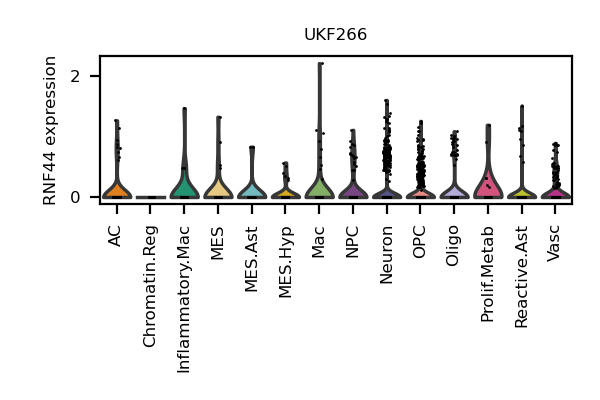 UKF266
RNF44 expression
2
0
AC
Chromatin.Reg
Inflammatory.Mac
MES
MES.Ast
MES.Hyp
Mac
NPC
Neuron
OPC
Oligo
Prolif.Metab
Reactive.Ast
Vasc